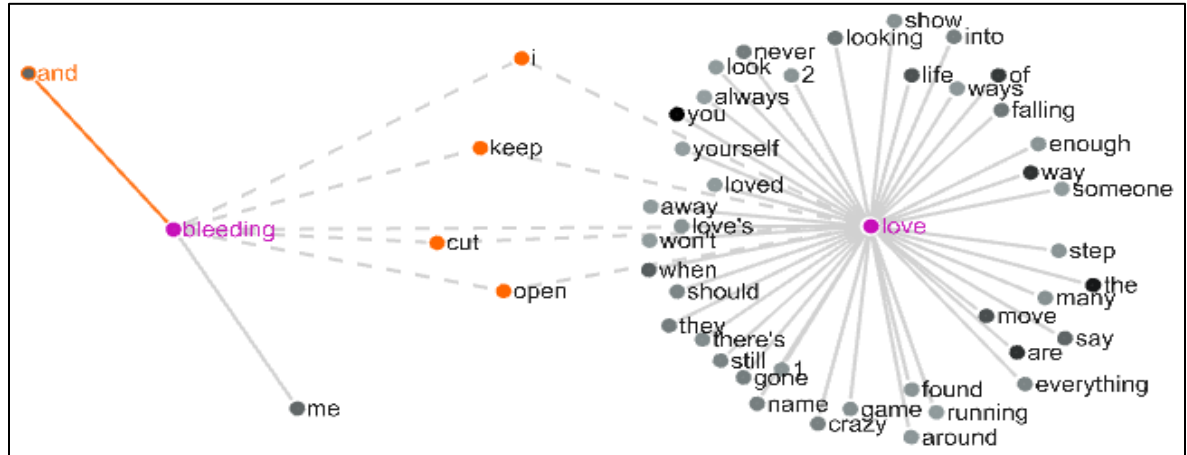 and
bleeding
me
i
keep
cut
open
show
looking
into
never
look
2
life
of
ways
always
falling
you
yourself
enough
way
loved
someone
away
love's
love
won't
step
when
the
should
many
move
they
say
there's
are
still
1
gone
everything
found
name
game
running
crazy
around